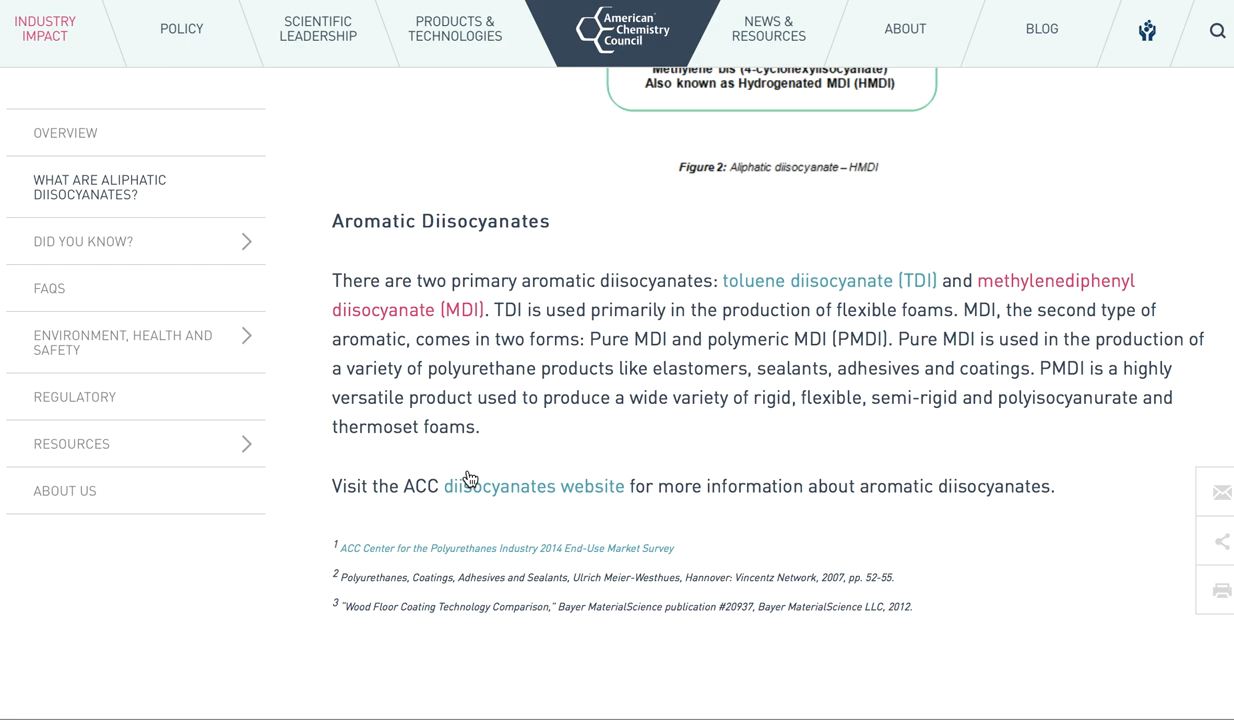 INDUSTRY
IMPACT
POLICY
SCIENTIFIC
LEADERSHIP
PRODUCTS &
TECHNOLOGIES
American
Chemistry
Council
NEWS &
RESOURCES
ABOUT
BLOG
Methylene bis (4-cyclohexylisocyanate)
Also known as Hydrogenated MDI (HMDI)
Figure 2: Aliphatic diisocyanate – HMDI
OVERVIEW
WHAT ARE ALIPHATIC
DIISOCYANATES?
DID YOU KNOW?
FAQS
ENVIRONMENT, HEALTH AND
SAFETY
REGULATORY
RESOURCES
ABOUT US
Aromatic Diisocyanates
There are two primary aromatic diisocyanates: toluene diisocyanate (TDI) and methylenediphenyl
diisocyanate (MDI). TDI is used primarily in the production of flexible foams. MDI, the second type of
aromatic, comes in two forms: Pure MDI and polymeric MDI (PMDI). Pure MDI is used in the production of
a variety of polyurethane products like elastomers, sealants, adhesives and coatings. PMDI is a highly
versatile product used to produce a wide variety of rigid, flexible, semi-rigid and polyisocyanurate and
thermoset foams.
Visit the ACC diisocyanates website for more information about aromatic diisocyanates.
1 ACC Center for the Polyurethanes Industry 2014 End-Use Market Survey
2 Polyurethanes, Coatings, Adhesives and Sealants, Ulrich Meier-Westhues, Hannover: Vincentz Network, 2007, pp. 52-55.
3 "Wood Floor Coating Technology Comparison," Bayer MaterialScience publication #20937, Bayer MaterialScience LLC, 2012.